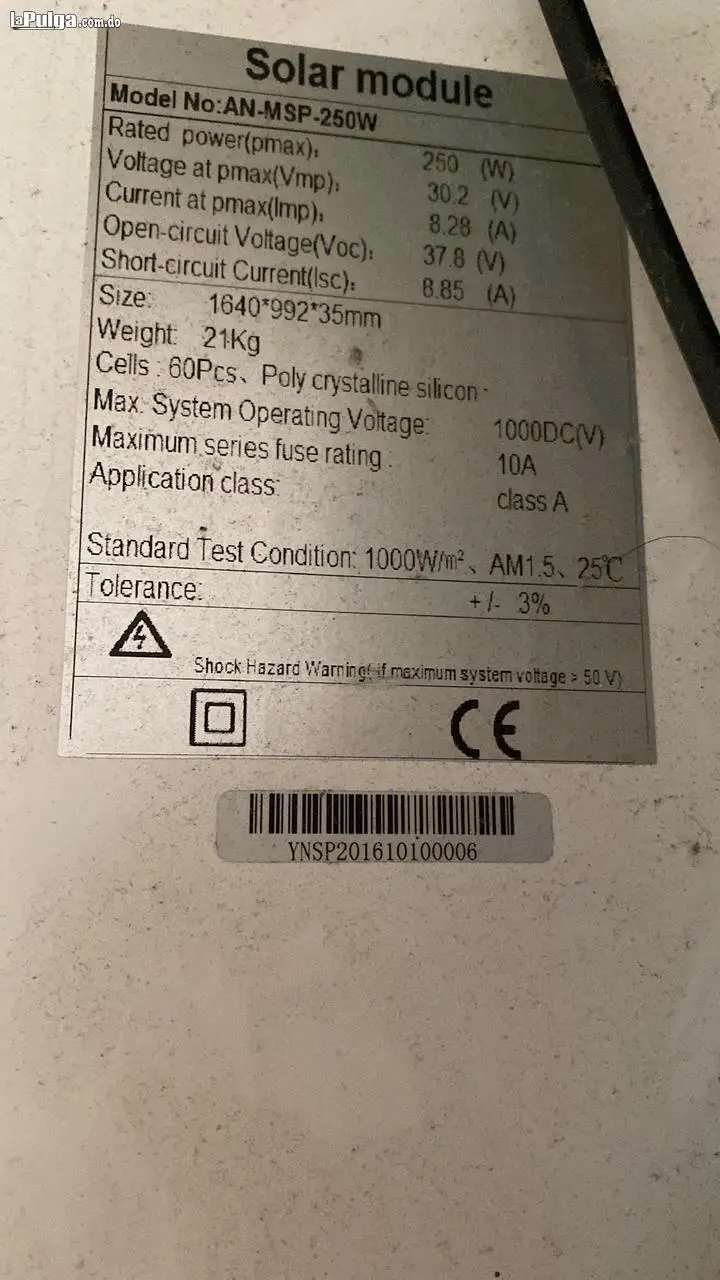 laPulga.com.do
Solar module
Model No:AN-MSP-250W
Rated power(pmax): 250 (W)
Voltage at pmax(Vmp): 30.2 (V)
Current at pmax(Imp): 8.28 (A)
Open-circuit Voltage(Voc): 37.8 (V)
Short-circuit Current(Isc): 8.85 (A)
Size: 1640*992*35mm
Weight: 21Kg
Cells : 60Pcs、Poly crystalline silicon
Max. System Operating Voltage: 1000DC(V)
Maximum series fuse rating : 10A
Application class: class A
Standard Test Condition: 1000W/m²、AM1.5、25℃
Tolerance: +/- 3%
Shock Hazard Warning( if maximum system voltage > 50 V)
CE
YNSP201610100006